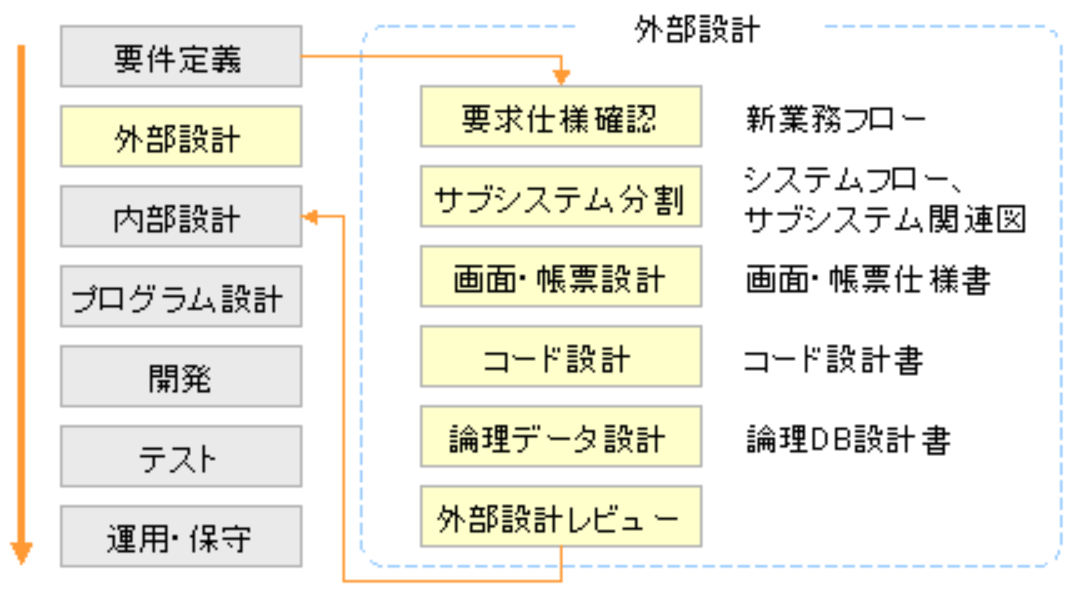 要件定義
外部設計
内部設計
プログラム設計
開発
テスト
運用・保守
外部設計
要求仕様確認
新業務フロー
サブシステム分割
システムフロー、
サブシステム関連図
画面・帳票設計
画面・帳票仕様書
コード設計
コード設計書
論理データ設計
論理DB設計書
外部設計レビュー